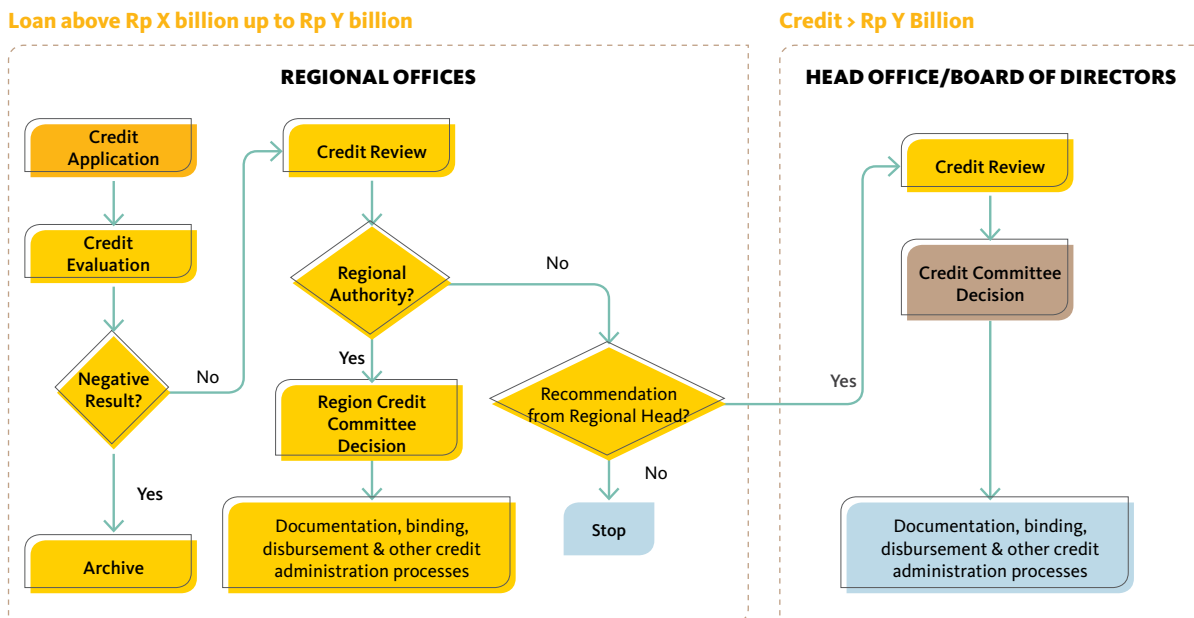 Loan above Rp X billion up to Rp Y billion
REGIONAL OFFICES
Credit
Application
Credit
Evaluation
Negative
Result?
No
Yes
Archive
Credit Review
Regional
Authority?
No
Yes
Region Credit
Committee
Decision
Documentation, binding,
disbursement & other credit
administration processes
Recommendation
from Regional Head?
Yes
No
Stop
Credit > Rp Y Billion
HEAD OFFICE/BOARD OF DIRECTORS
Credit Review
Credit Committee
Decision
Documentation, binding,
disbursement & other credit
administration processes